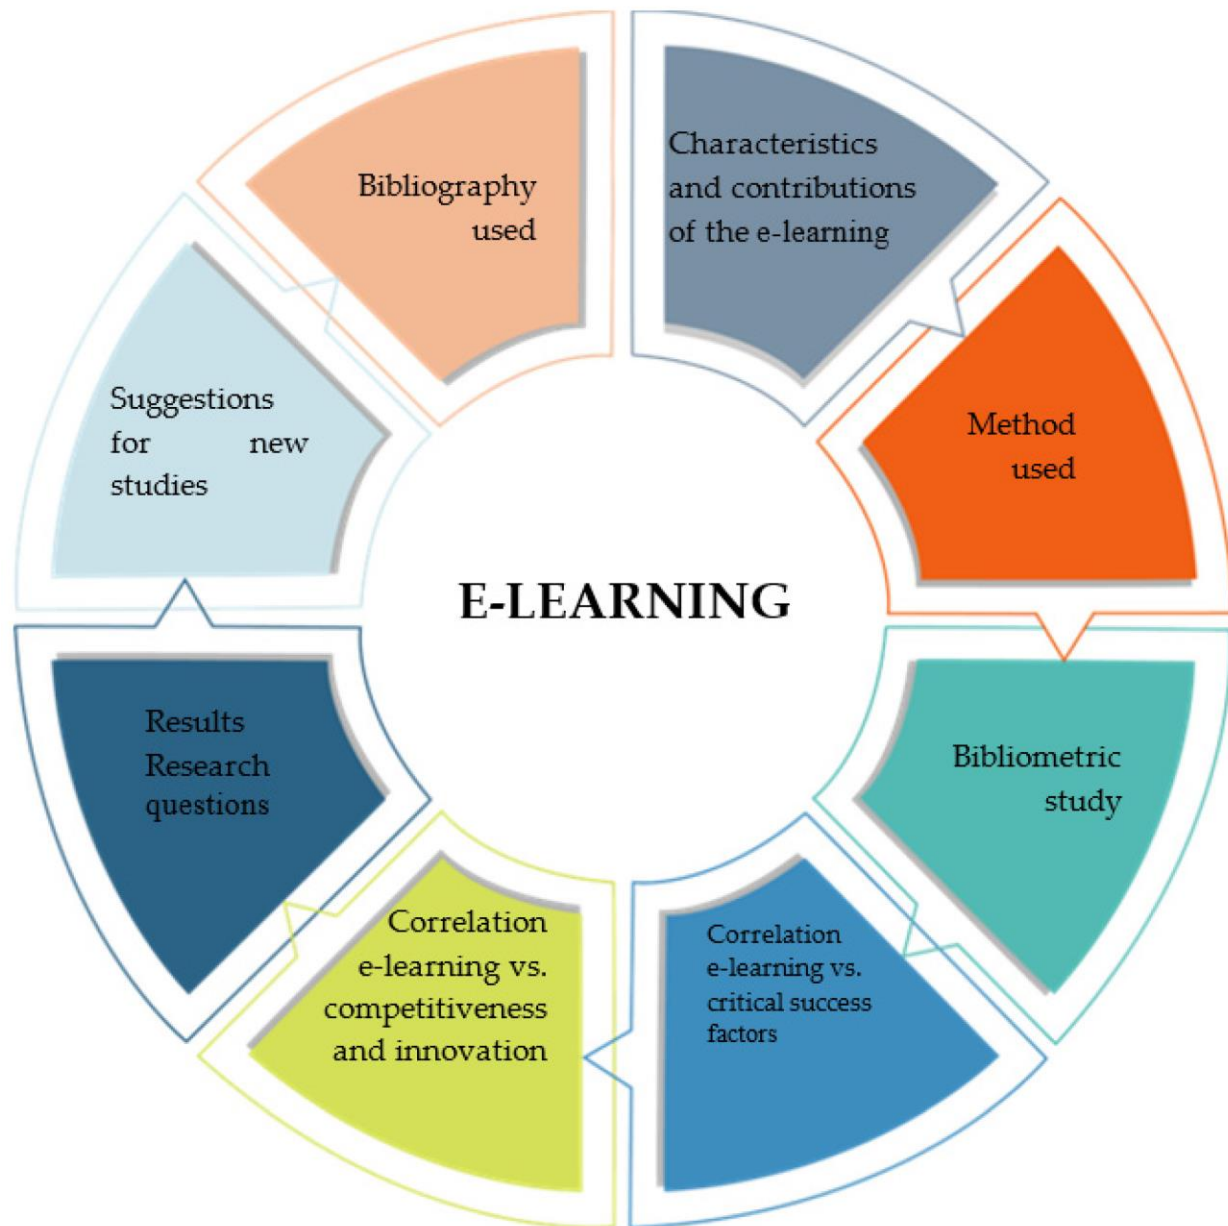 Characteristics
and contributions
of the e-learning
Method
used
Bibliometric
study
Correlation
e-learning vs.
critical success
factors
Correlation
e-learning vs.
competitiveness
and innovation
Results
Research
questions
Suggestions
for new
studies
Bibliography
used
E-LEARNING